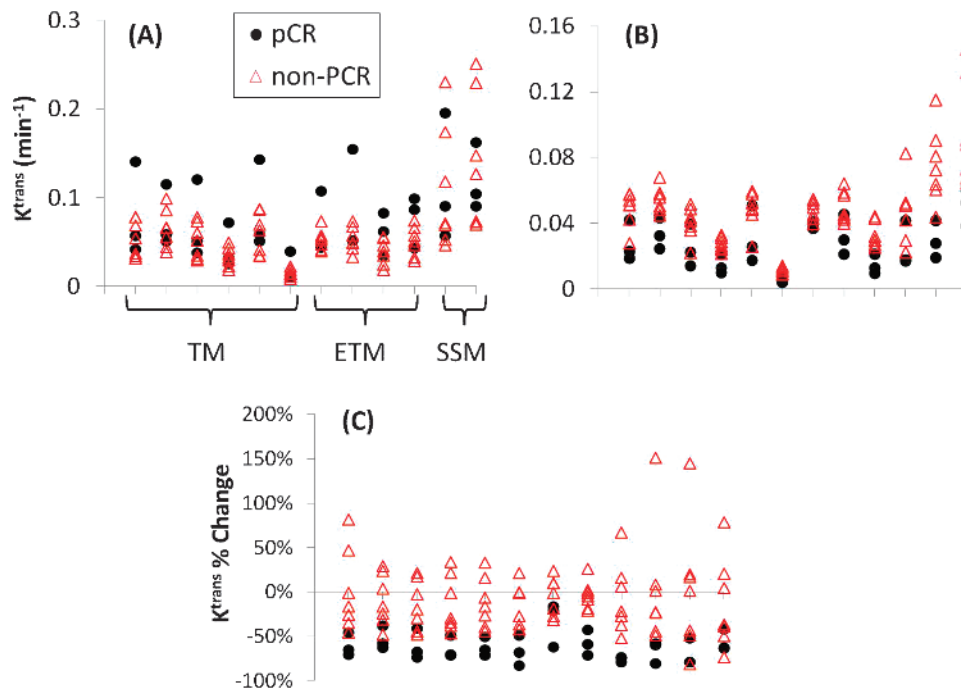 (A)
pCR
non-PCR
Kᵗʳᵃⁿˢ (min⁻¹)
0.3
0.2
0.1
0
TM
ETM
SSM
(B)
0.16
0.12
0.08
0.04
0
(C)
Kᵗʳᵃⁿˢ % Change
200%
150%
100%
50%
0%
-50%
-100%